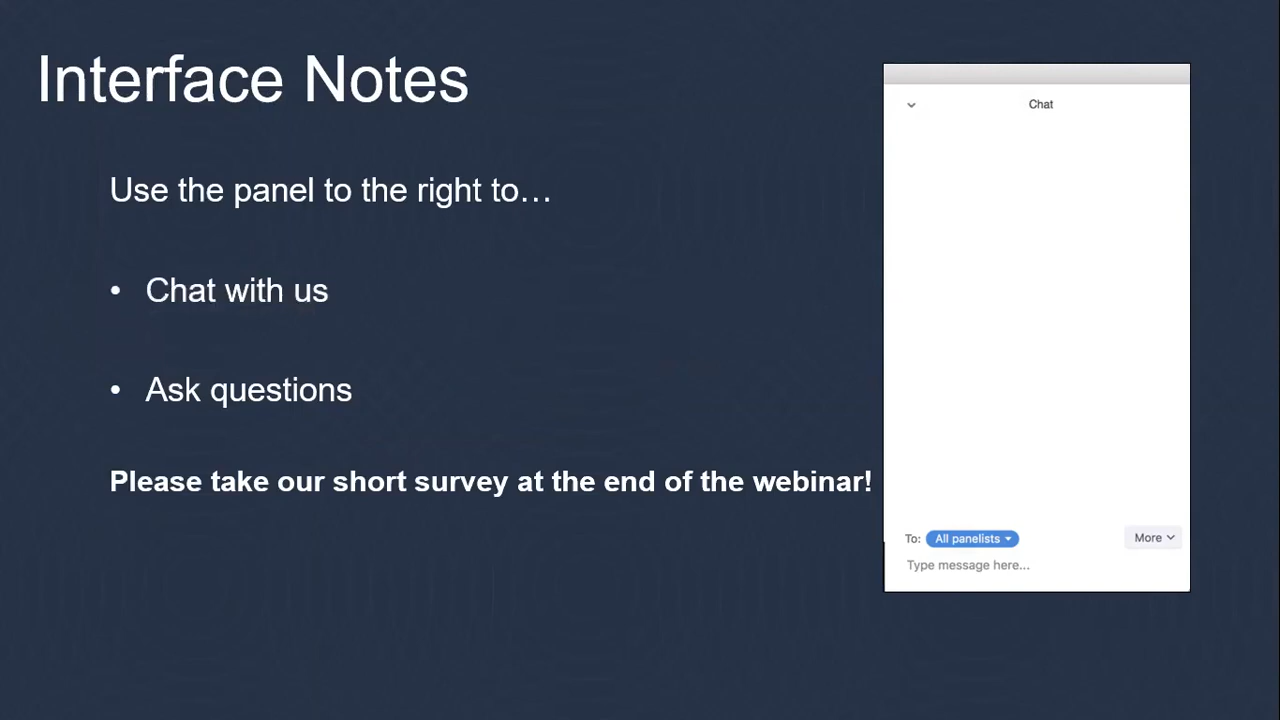 Interface Notes
Use the panel to the right to…
• Chat with us
• Ask questions
Please take our short survey at the end of the webinar!
Chat
To: All panelists More
Type message here...